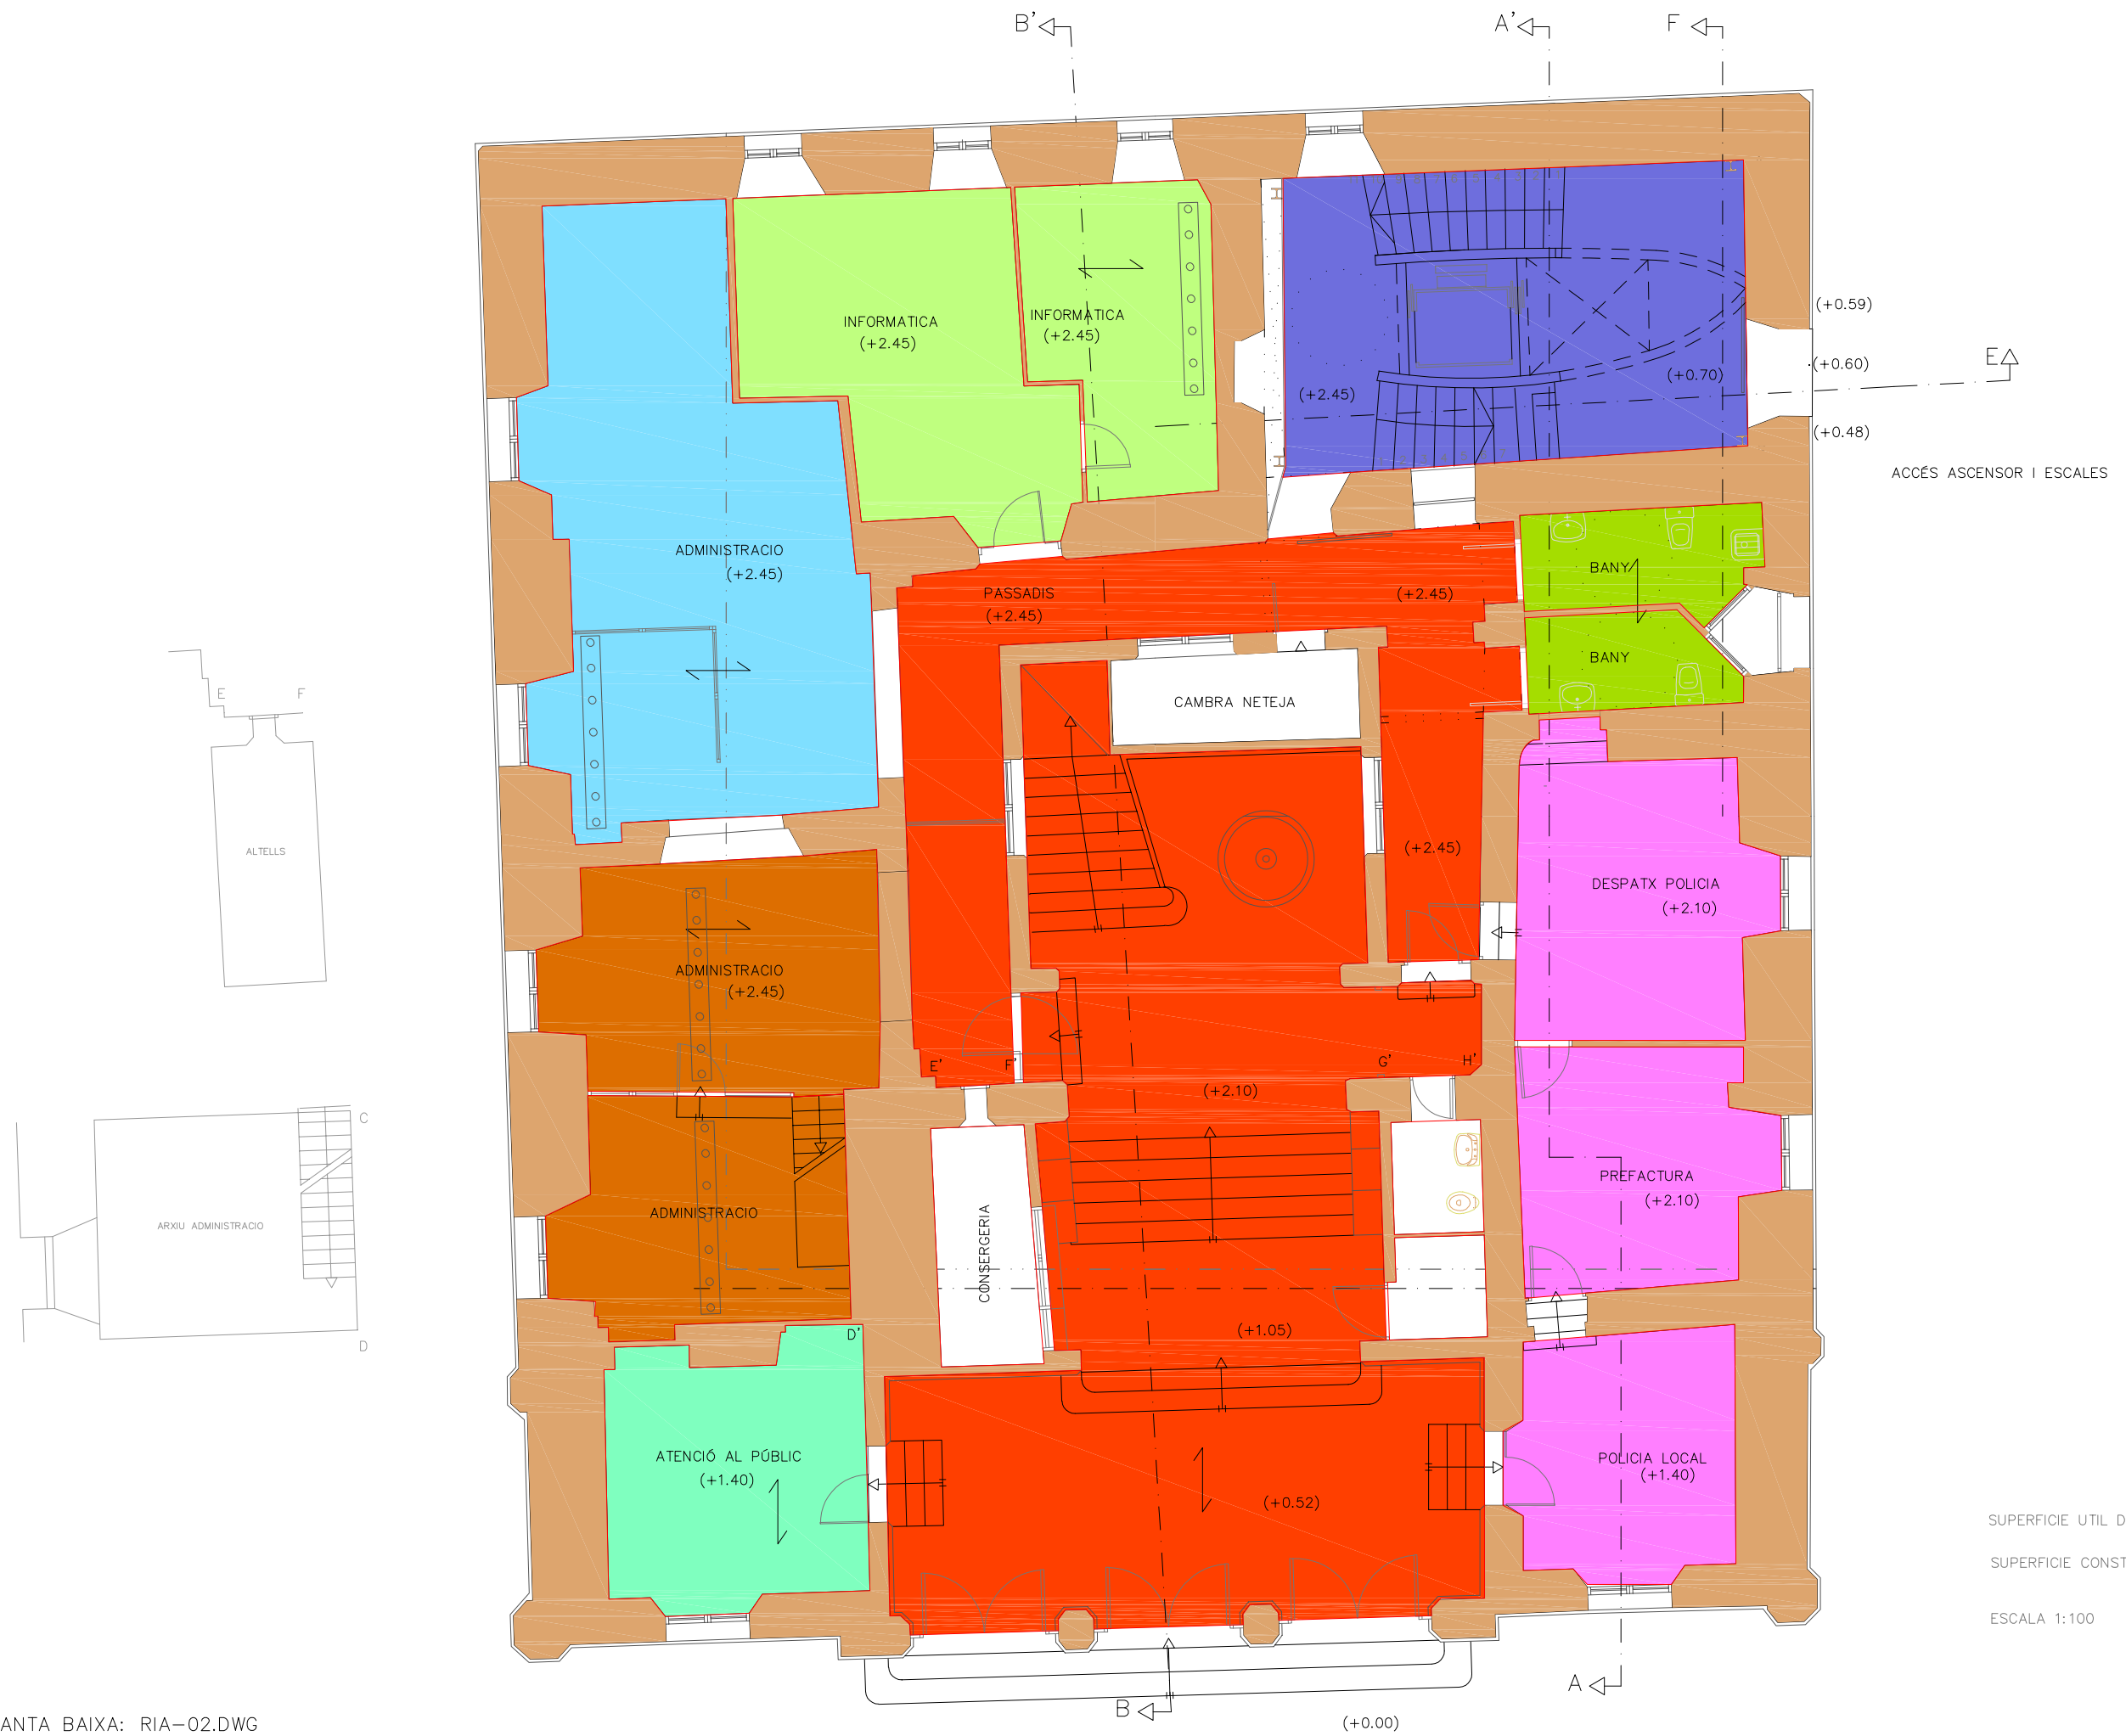 B'
A'
F
(+0.59)
INFORMATICA
(+2.45)
INFORMATICA
(+2.45)
E
(+0.60)
(+0.70)
(+2.45)
(+0.48)
ACCÉS ASCENSOR I ESCALES
ADMINISTRACIO
(+2.45)
BANY
PASSADIS
(+2.45)
(+2.45)
BANY
E
F
CAMBRA NETEJA
ALTELLS
(+2.45)
DESPATX POLICIA
(+2.10)
ADMINISTRACIO
(+2.45)
E'
F'
G'
H'
(+2.10)
C
PREFACTURA
(+2.10)
ARXIU ADMINISTRACIO
ADMINISTRACIO
CONSERGERIA
D'
(+1.05)
D
ATENCIÓ AL PÚBLIC
(+1.40)
POLICIA LOCAL
(+1.40)
(+0.52)
SUPERFICIE UTIL D
SUPERFICIE CONST
ESCALA 1:100
A
B
(+0.00)
ANTA BAIXA: RIA-02.DWG